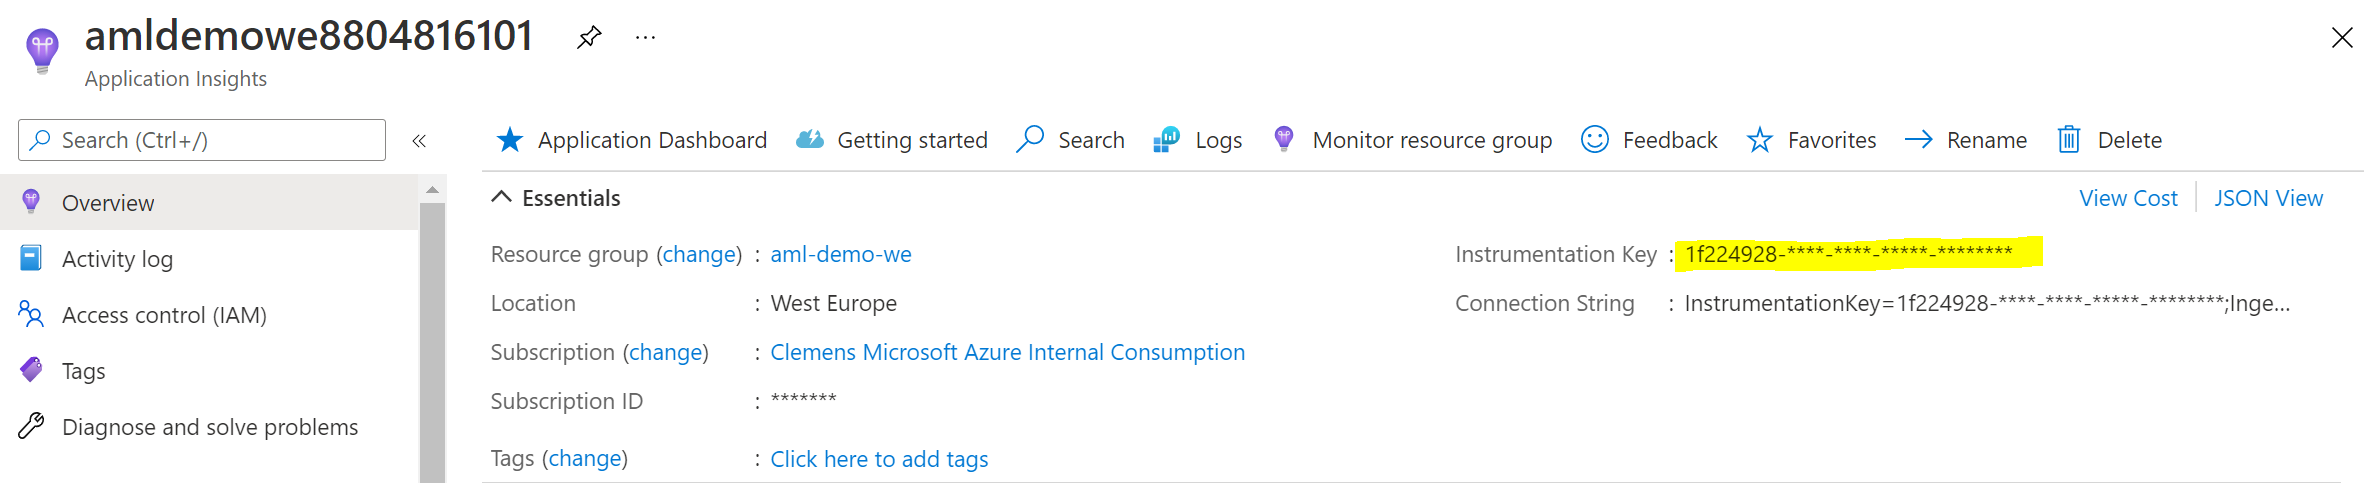 amldemowe8804816101
Application Insights
Search (Ctrl+/)
«
Application Dashboard Getting started Search Logs Monitor resource group Feedback Favorites Rename Delete
Overview
Activity log
Access control (IAM)
Tags
Diagnose and solve problems
Essentials
View Cost JSON View
Resource group (change) : aml-demo-we
Location : West Europe
Subscription (change) : Clemens Microsoft Azure Internal Consumption
Subscription ID : *******
Tags (change) : Click here to add tags
Instrumentation Key : 1f224928-****-****-*****-********
Connection String : InstrumentationKey=1f224928-****-****-*****-********;Inge...